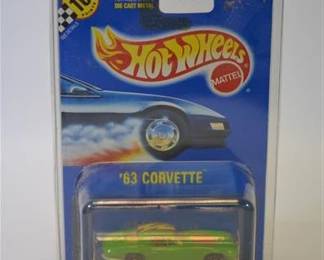 DIE CAST METAL
HOT WHEELS
MATTEL
'63 CORVETTE